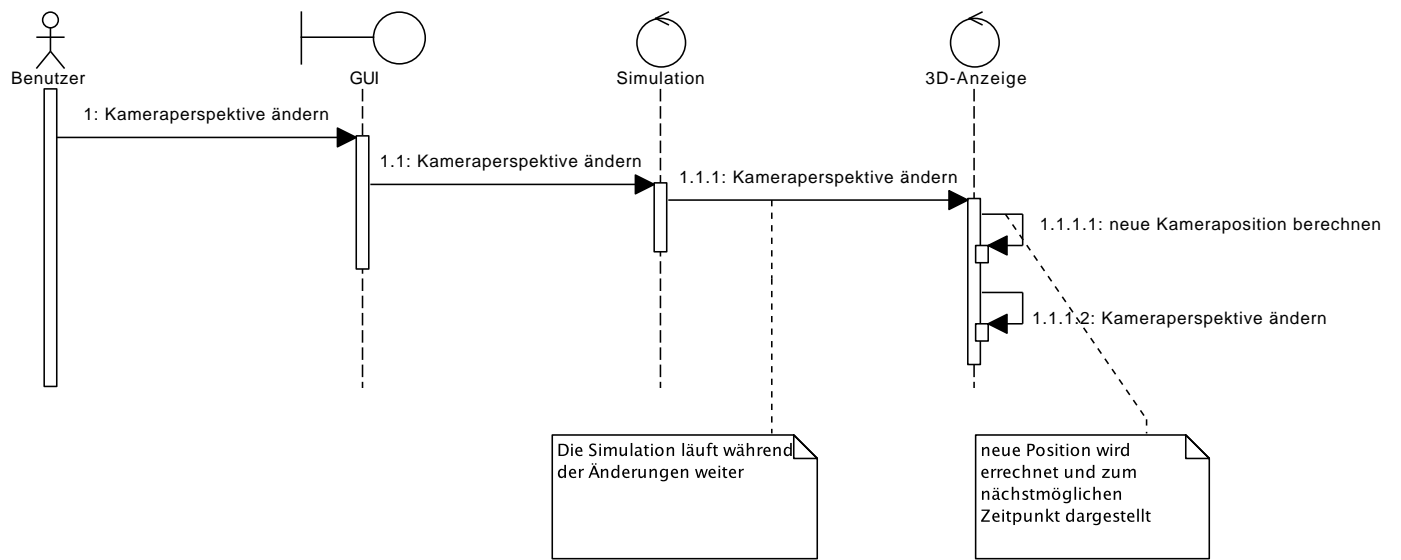 Benutzer
GUI
Simulation
3D-Anzeige
1: Kameraperspektive ändern
1.1: Kameraperspektive ändern
1.1.1: Kameraperspektive ändern
1.1.1.1: neue Kameraposition berechnen
1.1.1.2: Kameraperspektive ändern
Die Simulation läuft während
der Änderungen weiter
neue Position wird
errechnet und zum
nächstmöglichen
Zeitpunkt dargestellt